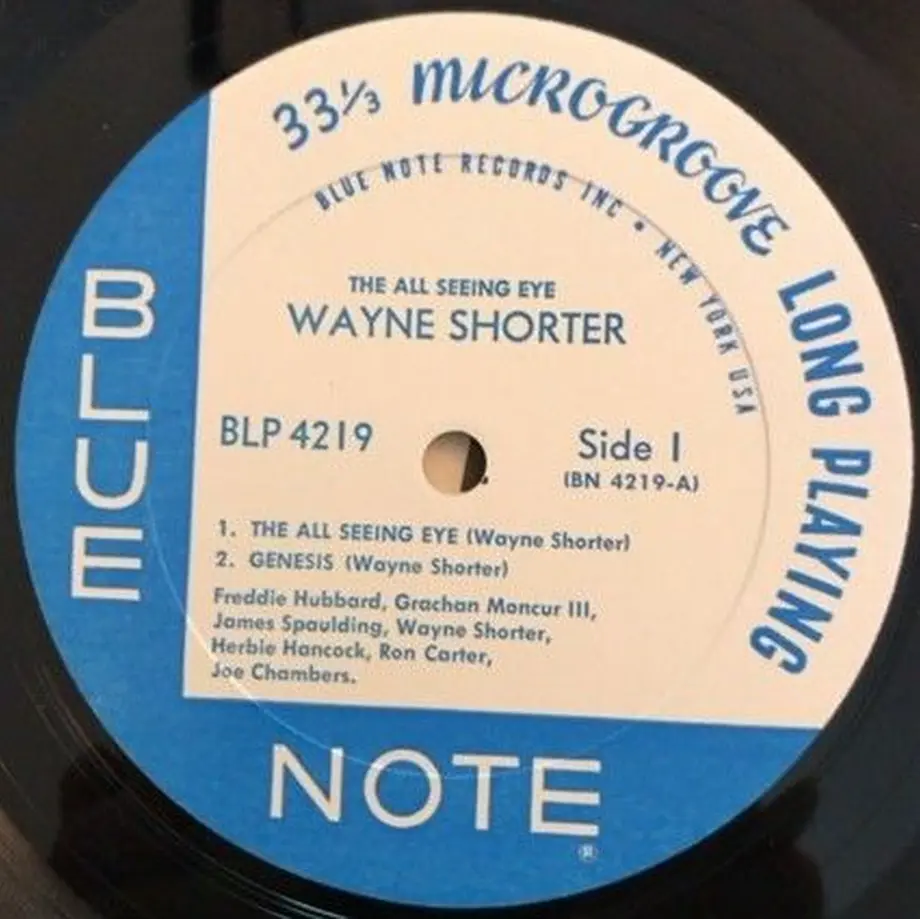 33⅓ MICROGROOVE LONG PLAYING
BLUE NOTE RECORDS INC • NEW YORK USA
THE ALL SEEING EYE
WAYNE SHORTER
BLP 4219
Side 1
(BN 4219-A)
1. THE ALL SEEING EYE (Wayne Shorter)
2. GENESIS (Wayne Shorter)
Freddie Hubbard, Grachan Moncur III,
James Spaulding, Wayne Shorter,
Herbie Hancock, Ron Carter,
Joe Chambers.
BLUE
NOTE
®